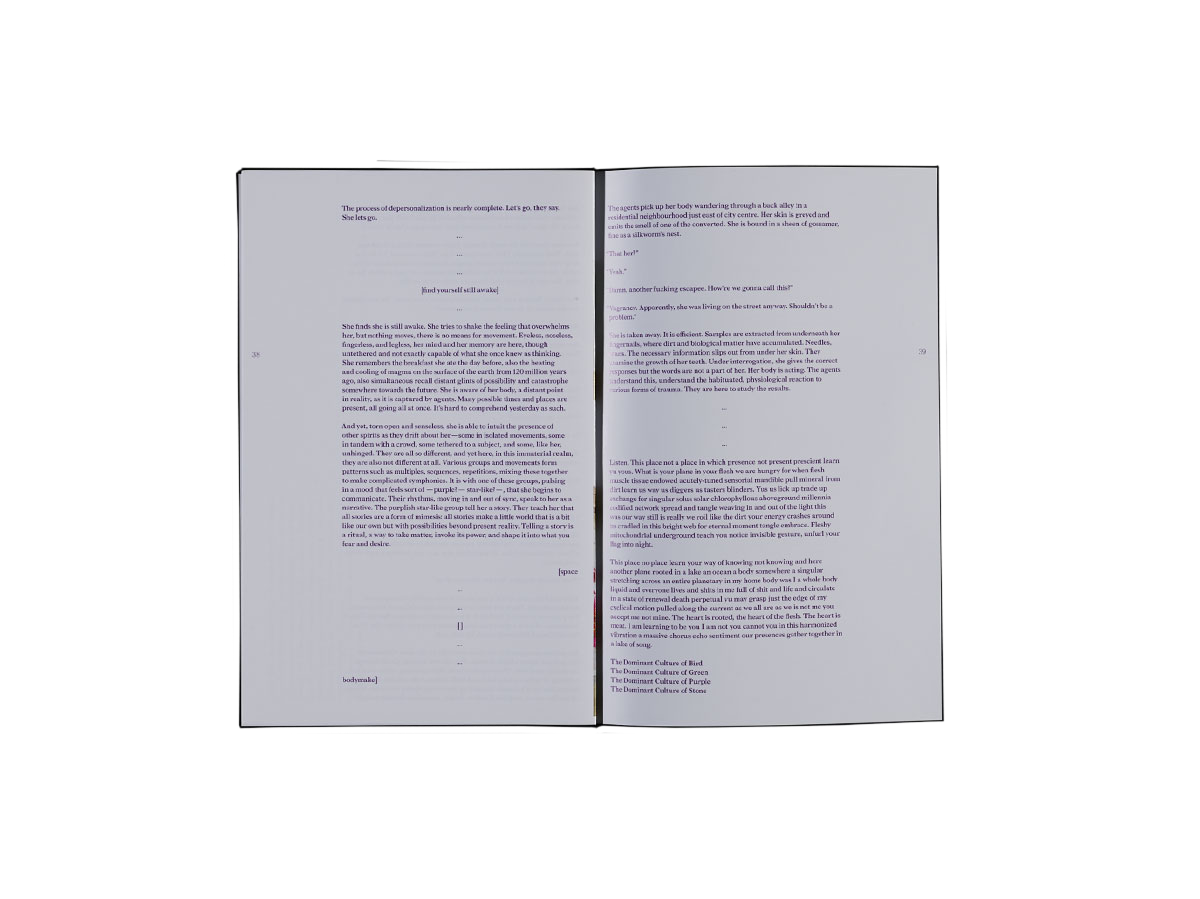 The process of depersonalization is nearly complete. Let's go, they say.
She lets go.
...
...
...
[find yourself still awake]
...
She finds she is still awake. She tries to shake the feeling that overwhelms
her, but nothing moves, there is no means for movement. Eyeless, noseless,
fingerless, and legless, her mind and her memory are here, though
untethered and not exactly capable of what she once knew as thinking.
She remembers the breakfast she ate the day before, also the heating
and cooling of magma on the surface of the earth from 120 million years
ago, also simultaneous recall distant glints of possibility and catastrophe
somewhere towards the future. She is aware of her body, a distant point
in reality, as it is captured by agents. Many possible times and places are
present, all going all at once. It's hard to comprehend yesterday as such.
And yet, torn open and senseless, she is able to intuit the presence of
other spirits as they drift about her—some in isolated movements, some
in tandem with a crowd, some tethered to a subject, and some, like her,
unhinged. They are all so different, and yet here, in this immaterial realm,
they are also not different at all. Various groups and movements form
patterns such as multiples, sequences, repetitions, mixing these together
to make complicated symphonies. It is with one of these groups, pulsing
in a mood that feels sort of —purple?— star-like?—, that she begins to
communicate. Their rhythms, moving in and out of sync, speak to her as a
narrative. The purplish star-like group tell her a story. They teach her that
all stories are a form of mimesis: all stories make a little world that is a bit
like our own but with possibilities beyond present reality. Telling a story is
a ritual, a way to take matter, invoke its power, and shape it into what you
fear and desire.
[space
...
...
[ ]
...
...
bodymake]
38
The agents pick up her body wandering through a back alley in a
residential neighbourhood just east of city centre. Her skin is greyed and
emits the smell of one of the converted. She is bound in a sheen of gossamer,
fine as a silkworm's nest.
"That her?"
"Yeah."
"Damn, another fucking escapee. How're we gonna call this?"
"Vagrancy. Apparently, she was living on the street anyway. Shouldn't be a
problem."
She is taken away. It is efficient. Samples are extracted from underneath her
fingernails, where dirt and biological matter have accumulated. Needles,
The necessary information slips out from under her skin. They
examine the growth of her teeth. Under interrogation, she gives the correct
responses but the words are not a part of her. Her body is acting. The agents
understand this, understand the habituated, physiological reaction to
various forms of trauma. They are here to study the results.
...
...
...
Listen. This place not a place in which presence not present prescient learn
us yous. What is your plane in your flesh we are hungry for when flesh
muscle tissue endowed acutely-tuned sensorial mandible pull mineral from
dirt learn us way us diggers as tasters blinders. Yus us lick up trade up
exchange for singular solus solar chlorophyllous aboveground millennia
codified network spread and tangle weaving in and out of the light this
was our way still is really we roil like the dirt your energy crashes around
us cradled in this bright web for eternal moment tangle embrace. Fleshy
mitochondrial underground teach you notice invisible gesture, unfurl your
flag into night.
This place no place learn your way of knowing not knowing and here
another plane rooted in a lake an ocean a body somewhere a singular
stretching across an entire planetary in my home body was I a whole body
liquid and everyone lives and shits in me full of shit and life and circulate
in a state of renewal death perpetual yu may grasp just the edge of my
cyclical motion pulled along the current as we all are as we is not me you
except me not mine. The heart is rooted, the heart of the flesh. The heart is
meat. I am learning to be you I am not you cannot you in this harmonized
vibration a massive chorus echo sentiment our presences gather together in
a lake of song.
The Dominant Culture of Bird
The Dominant Culture of Green
The Dominant Culture of Purple
The Dominant Culture of Stone
39